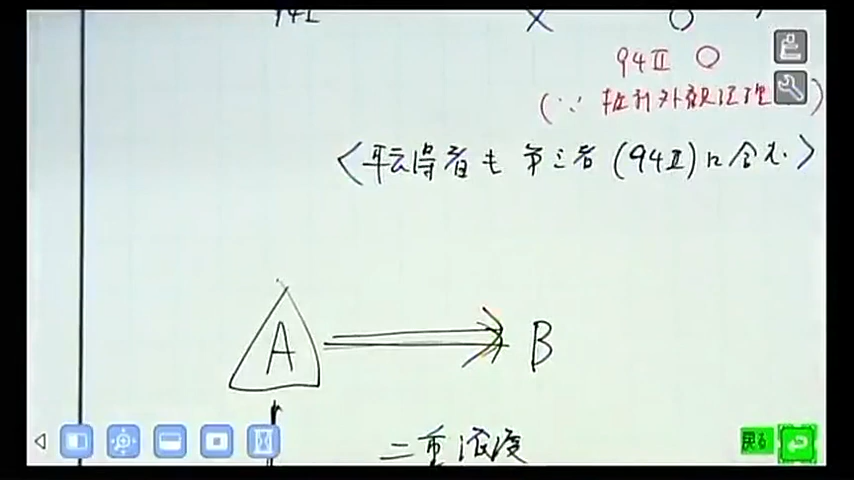 94I
× ○
94Ⅱ ○
(∵ 権利外観法理)
<転得者も第三者(94Ⅱ)に含む>
A B
二重譲渡
戻る